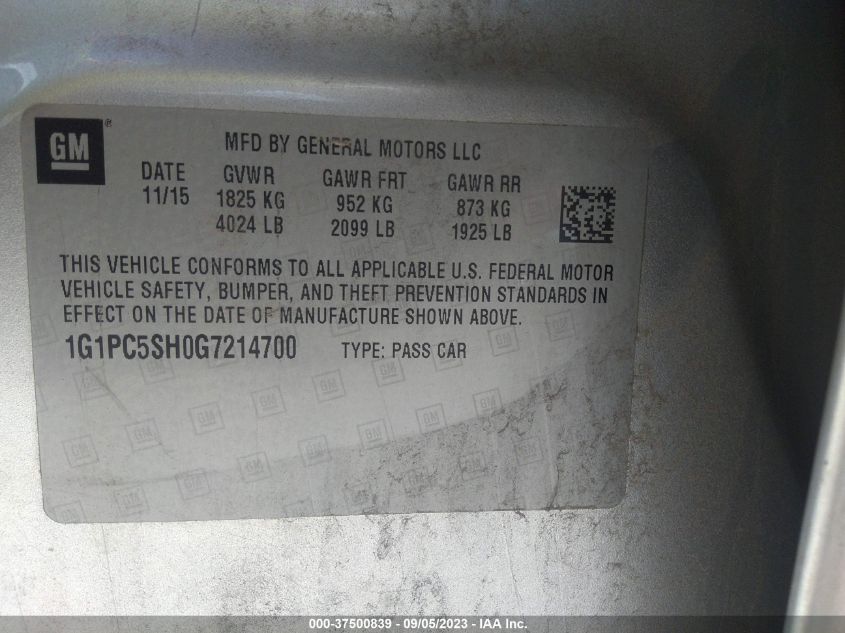 GM®
MFD BY GENERAL MOTORS LLC
DATE GVWR GAWR FRT GAWR RR
11/15 1825 KG 952 KG 873 KG
4024 LB 2099 LB 1925 LB
THIS VEHICLE CONFORMS TO ALL APPLICABLE U.S. FEDERAL MOTOR
VEHICLE SAFETY, BUMPER, AND THEFT PREVENTION STANDARDS IN
EFFECT ON THE DATE OF MANUFACTURE SHOWN ABOVE.
1G1PC5SH0G7214700 TYPE: PASS CAR
000-37500839 - 09/05/2023 - IAA Inc.